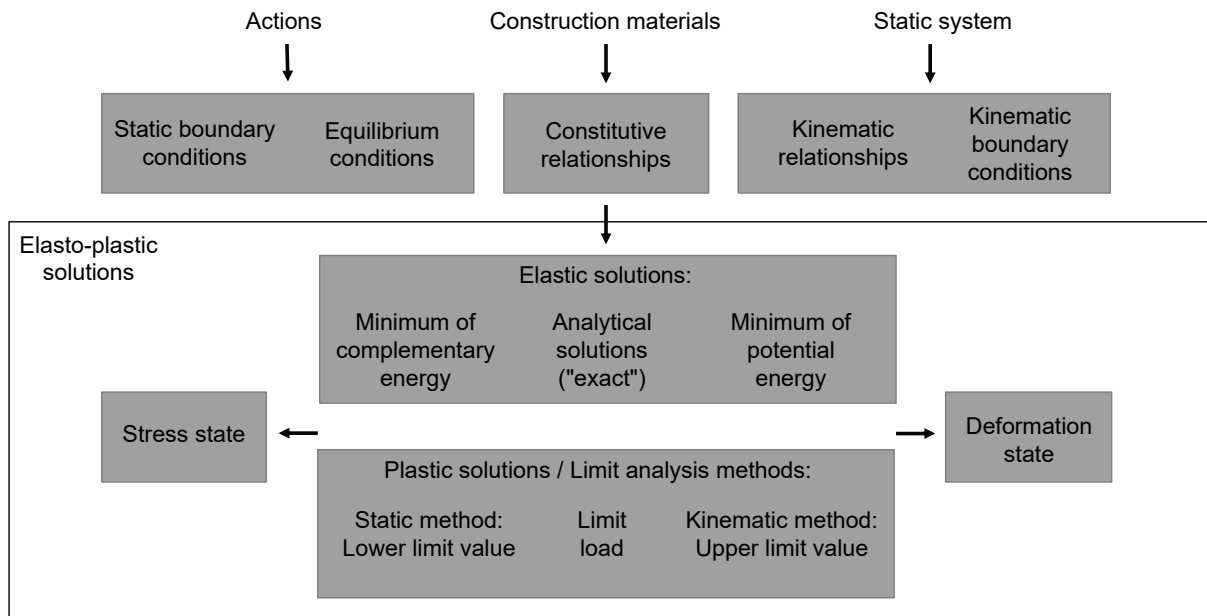 Actions
Construction materials
Static system
Static boundary
conditions
Equilibrium
conditions
Constitutive
relationships
Kinematic
relationships
Kinematic
boundary
conditions
Elasto-plastic
solutions
Elastic solutions:
Minimum of
complementary
energy
Analytical
solutions
("exact")
Minimum of
potential
energy
Stress state
Deformation
state
Plastic solutions / Limit analysis methods:
Static method:
Lower limit value
Limit
load
Kinematic method:
Upper limit value